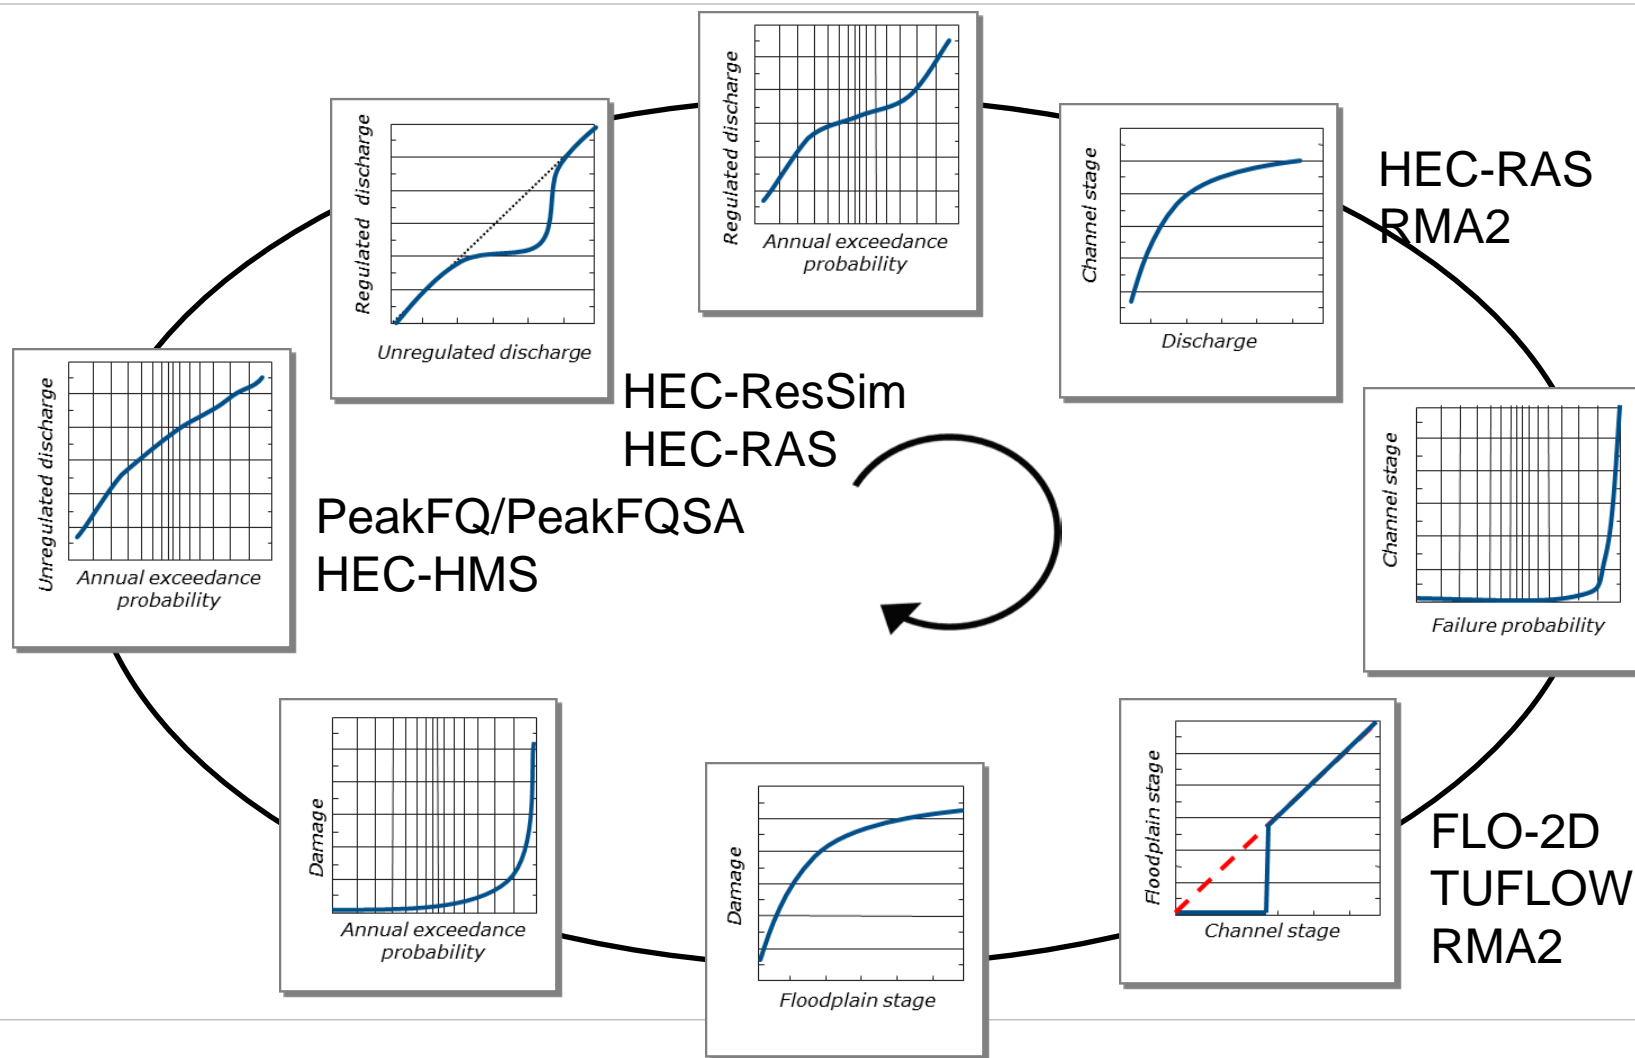 Regulated discharge
Annual exceedance
probability
Regulated discharge
Unregulated discharge
Channel stage
Discharge
HEC-RAS
RMA2
Unregulated discharge
Annual exceedance
probability
HEC-ResSim
HEC-RAS
PeakFQ/PeakFQSA
HEC-HMS
Channel stage
Failure probability
Damage
Annual exceedance
probability
Damage
Floodplain stage
Floodplain stage
Channel stage
FLO-2D
TUFLOW
RMA2